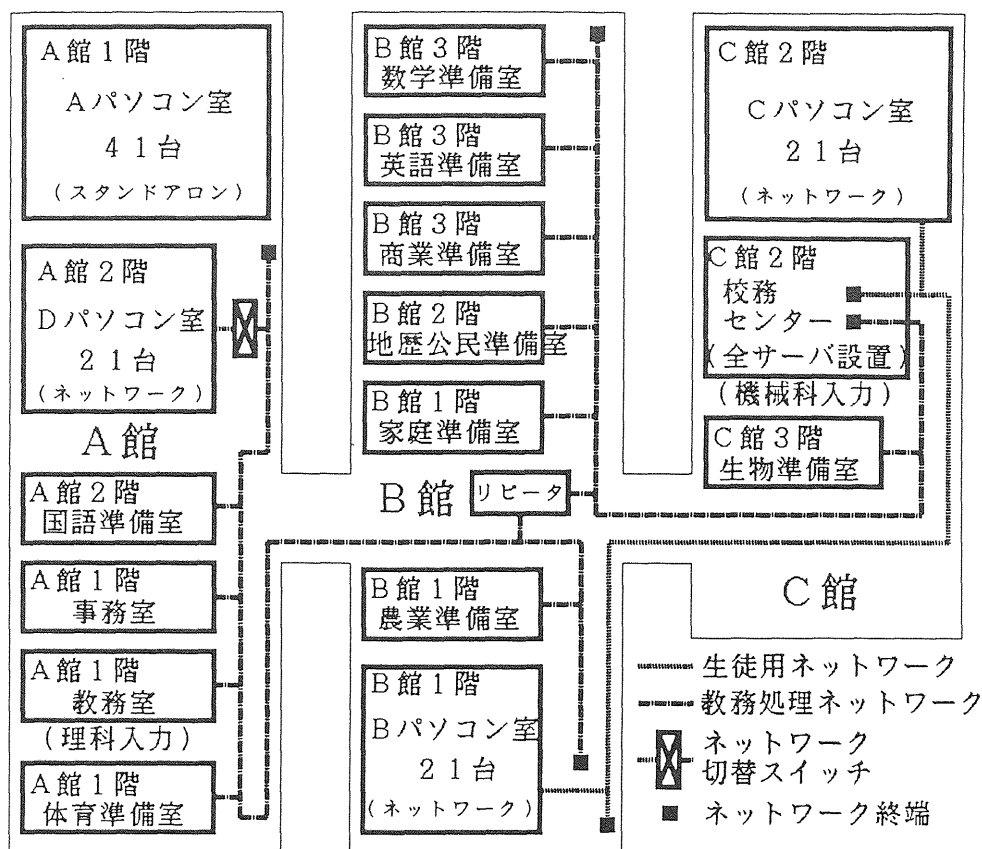 A館1階
Aパソコン室
41台
(スタンドアロン)
A館2階
Dパソコン室
21台
(ネットワーク)
A館
A館2階
国語準備室
A館1階
事務室
A館1階
教務室
(理科入力)
A館1階
体育準備室
B館3階
数学準備室
B館3階
英語準備室
B館3階
商業準備室
B館2階
地歴公民準備室
B館1階
家庭準備室
B館
リピータ
B館1階
農業準備室
B館1階
Bパソコン室
21台
(ネットワーク)
C館2階
Cパソコン室
21台
(ネットワーク)
C館2階
校務
センター
(全サーバ設置)
(機械科入力)
C館3階
生物準備室
C館
生徒用ネットワーク
教務処理ネットワーク
ネットワーク
切替スイッチ
ネットワーク終端